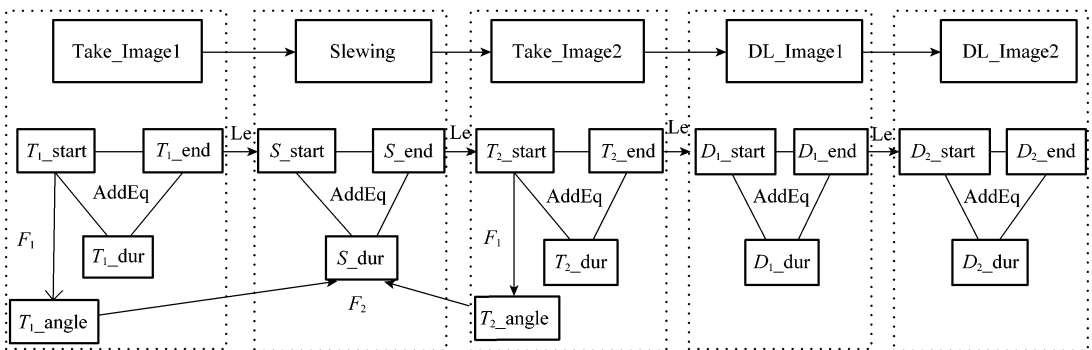 Take_Image1
Slewing
Take_Image2
DL_Image1
DL_Image2
T₁_start
T₁_end
Le
S_start
S_end
Le
T₂_start
T₂_end
Le
D₁_start
D₁_end
Le
D₂_start
D₂_end
AddEq
AddEq
AddEq
AddEq
AddEq
F₁
T₁_dur
S_dur
F₁
T₂_dur
D₁_dur
D₂_dur
T₁_angle
F₂
T₂_angle